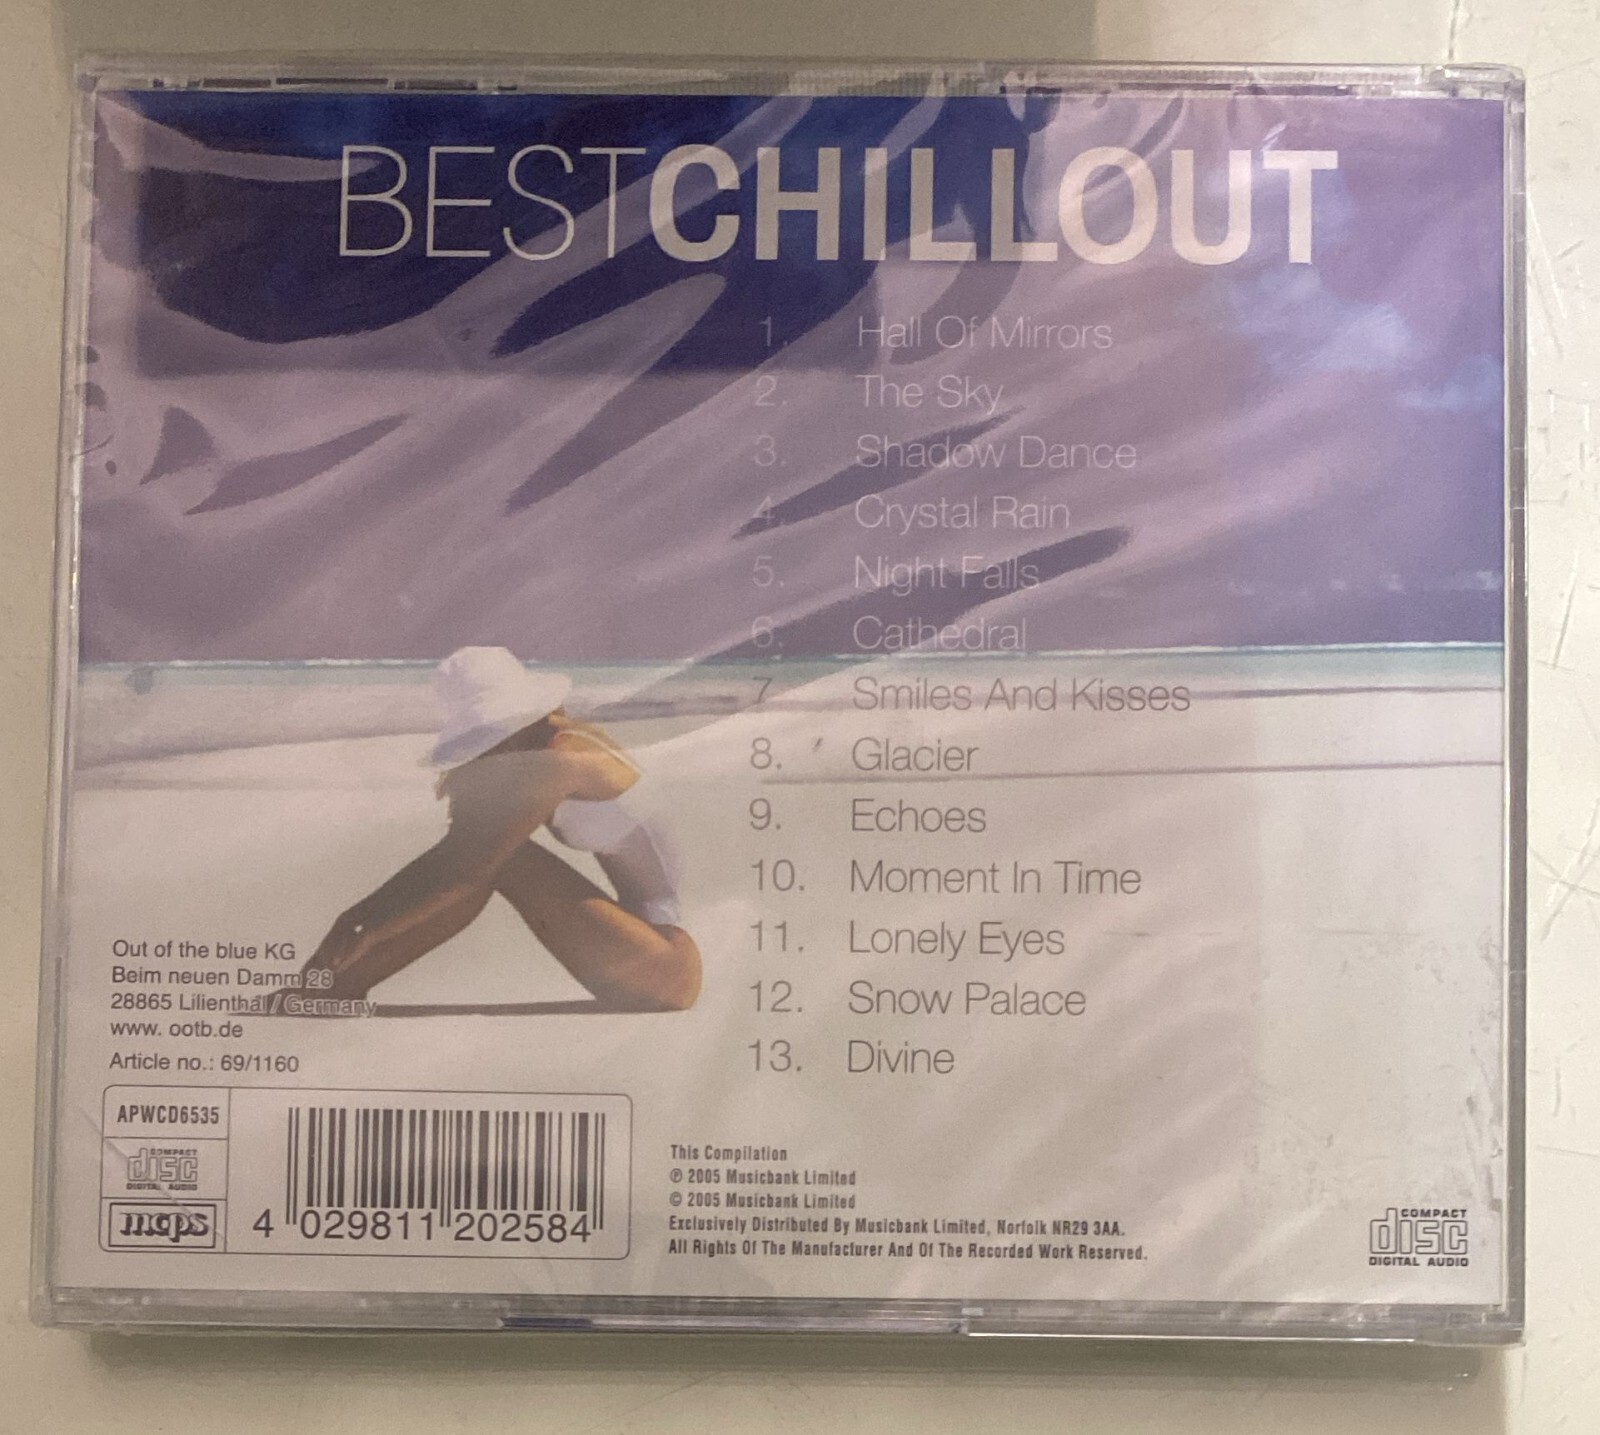 BESTCHILLOUT
1. Hall Of Mirrors
2. The Sky
3. Shadow Dance
4. Crystal Rain
5. Night Falls
6. Cathedral
7 Smiles And Kisses
8. Glacier
9. Echoes
10. Moment In Time
11. Lonely Eyes
12. Snow Palace
13. Divine
Out of the blue KG
Beim neuen Damm 28
28865 Lilienthal / Germany
www. ootb.de
Article no.: 69/1160
APWCD6535
COMPACT
disc
DIGITAL AUDIO
mcps
4 029811 202584
This Compilation
℗ 2005 Musicbank Limited
© 2005 Musicbank Limited
Exclusively Distributed By Musicbank Limited, Norfolk NR29 3AA.
All Rights Of The Manufacturer And Of The Recorded Work Reserved.
COMPACT
disc
DIGITAL AUDIO